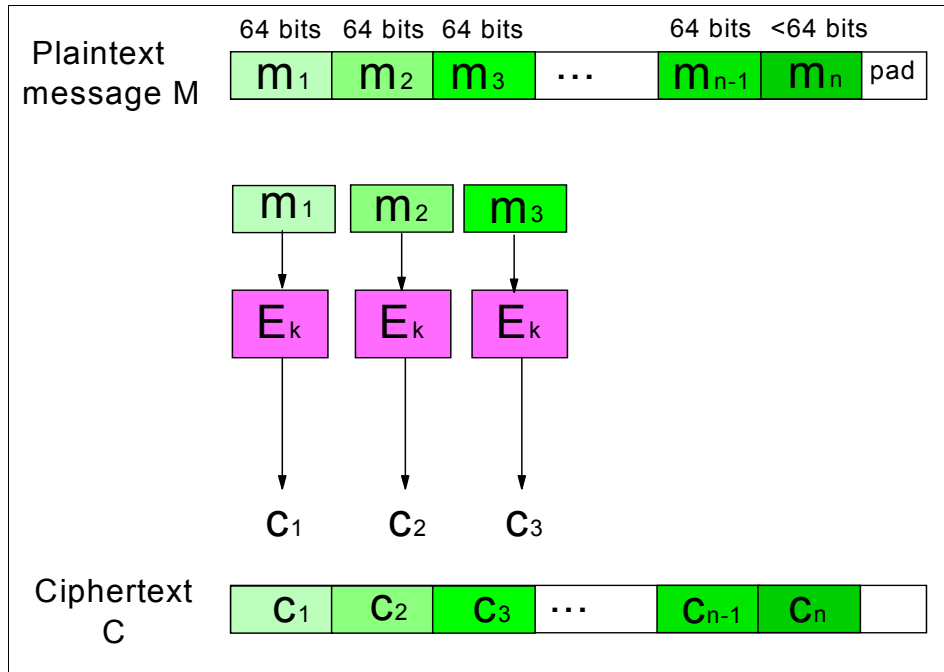 64 bits 64 bits 64 bits 64 bits <64 bits
Plaintext
message M
m1 m2 m3 ... mn-1 mn pad
m1 m2 m3
Ek Ek Ek
c1 c2 c3
Ciphertext
C
c1 c2 c3 ... cn-1 cn